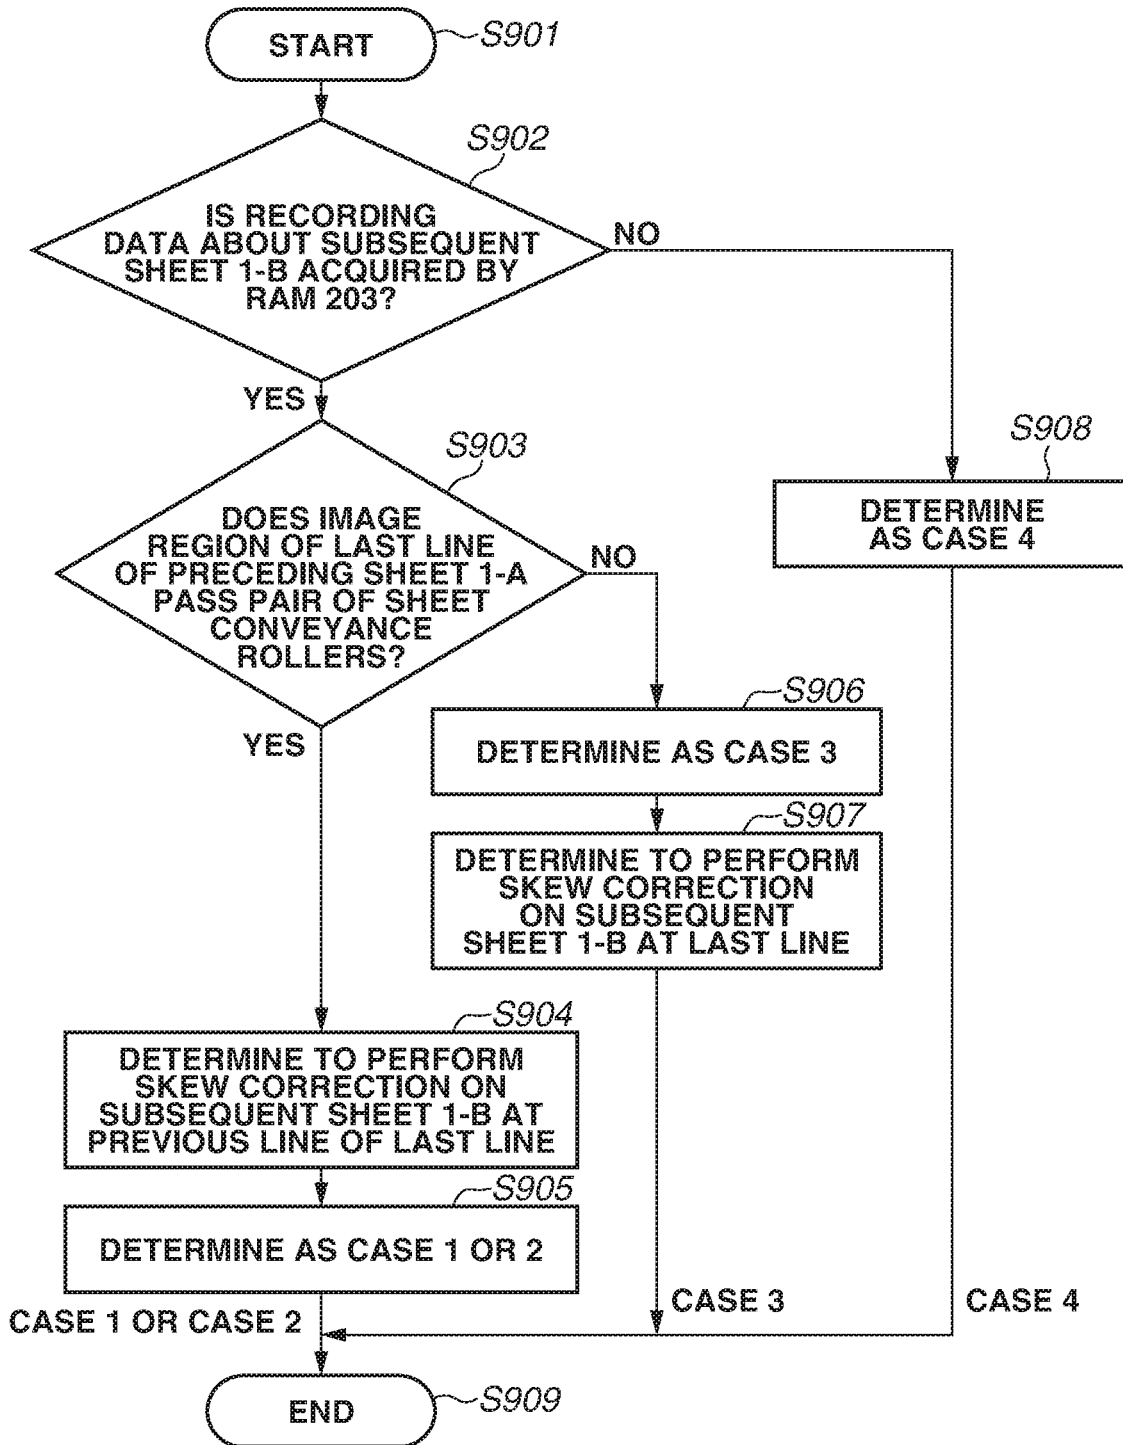 START
S901
S902
IS RECORDING
DATA ABOUT SUBSEQUENT
SHEET 1-B ACQUIRED BY
RAM 203?
NO
YES
S903
DOES IMAGE
REGION OF LAST LINE
OF PRECEDING SHEET 1-A
PASS PAIR OF SHEET
CONVEYANCE
ROLLERS?
NO
YES
S908
DETERMINE
AS CASE 4
S906
DETERMINE AS CASE 3
S907
DETERMINE TO PERFORM
SKEW CORRECTION
ON SUBSEQUENT
SHEET 1-B AT LAST LINE
S904
DETERMINE TO PERFORM
SKEW CORRECTION ON
SUBSEQUENT SHEET 1-B AT
PREVIOUS LINE OF LAST LINE
S905
DETERMINE AS CASE 1 OR 2
CASE 1 OR CASE 2
CASE 3
CASE 4
END
S909